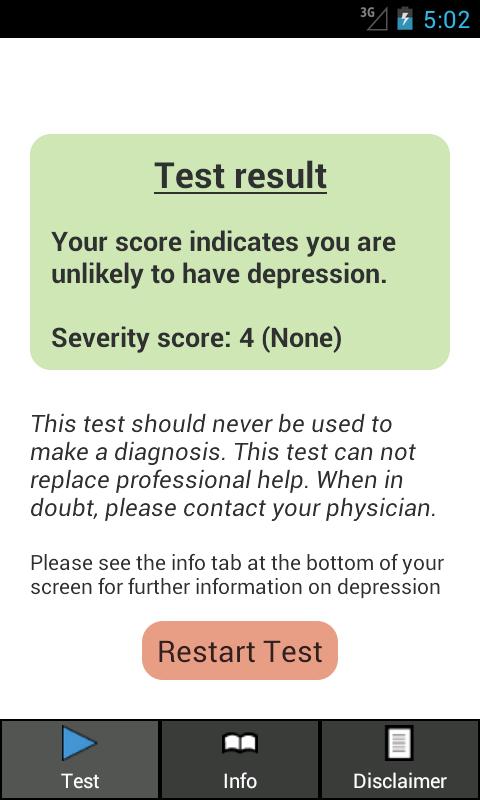 3G
5:02
Test result
Your score indicates you are
unlikely to have depression.
Severity score: 4 (None)
This test should never be used to
make a diagnosis. This test can not
replace professional help. When in
doubt, please contact your physician.
Please see the info tab at the bottom of your
screen for further information on depression
Restart Test
Test
Info
Disclaimer